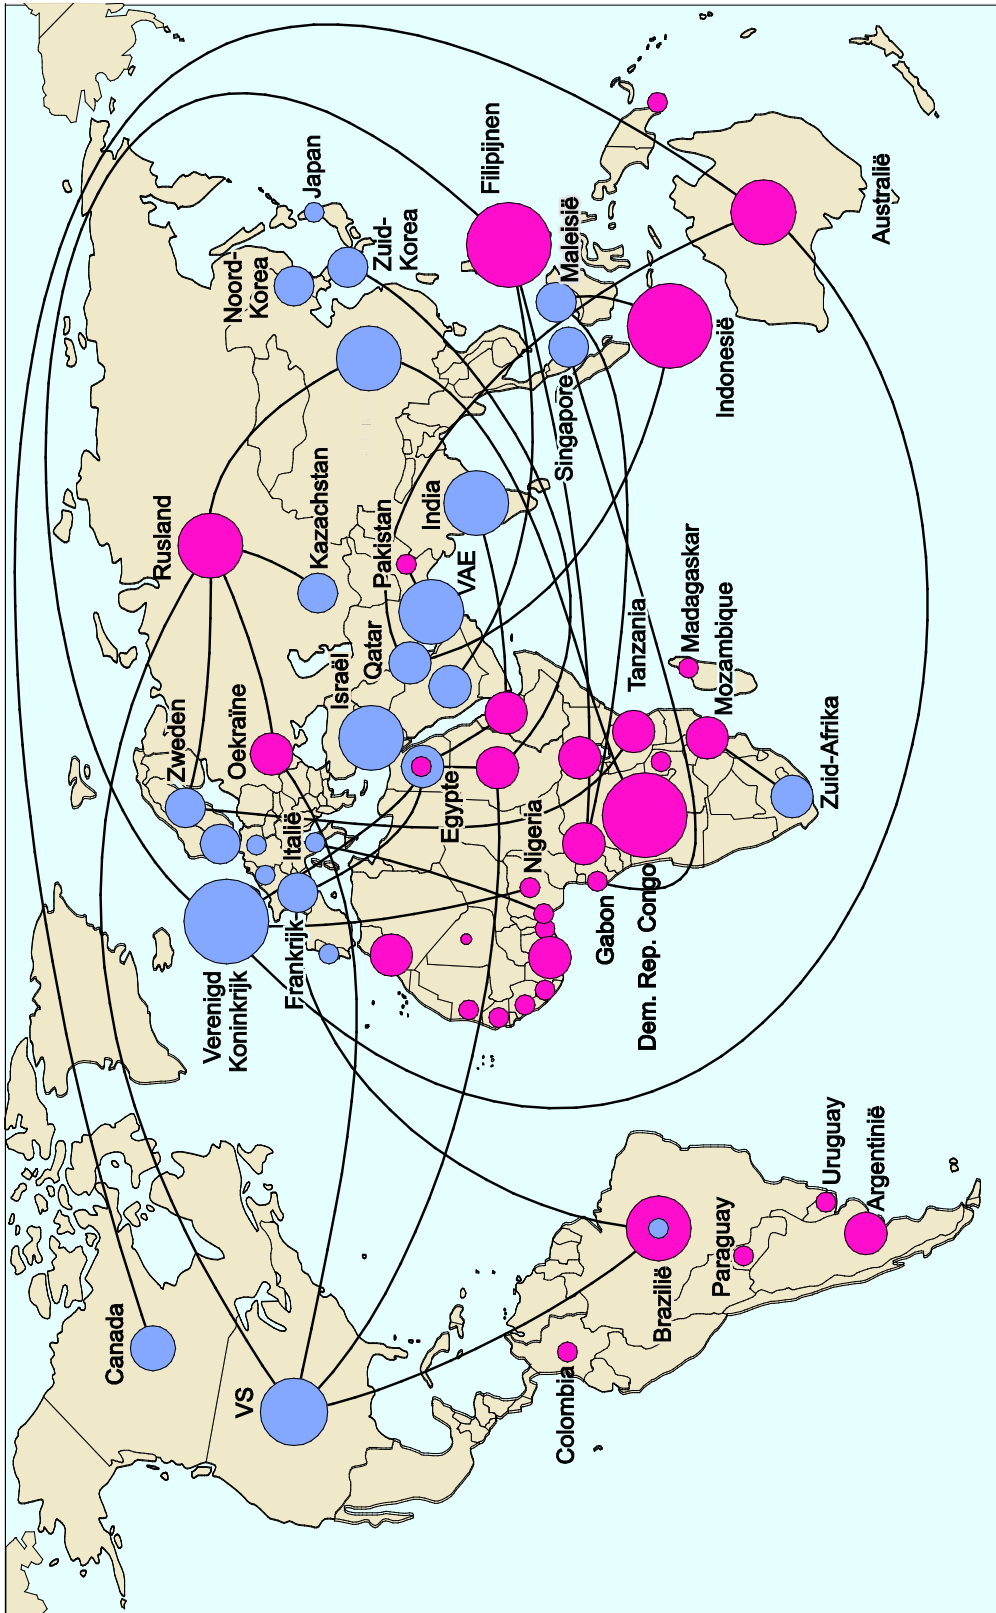 Canada
VS
Colombia
Brazilië
Paraguay
Uruguay
Argentinië
Verenigd
Koninkrijk
Frankrijk
Zweden
Oekraïne
Italië
Israël
Egypte
Nigeria
Gabon
Dem. Rep. Congo
Tanzania
Madagaskar
Mozambique
Zuid-Afrika
Rusland
Kazachstan
Pakistan
Qatar
VAE
India
Noord-
Korea
Zuid-
Korea
Japan
Filipijnen
Maleisië
Singapore
Indonesië
Australië